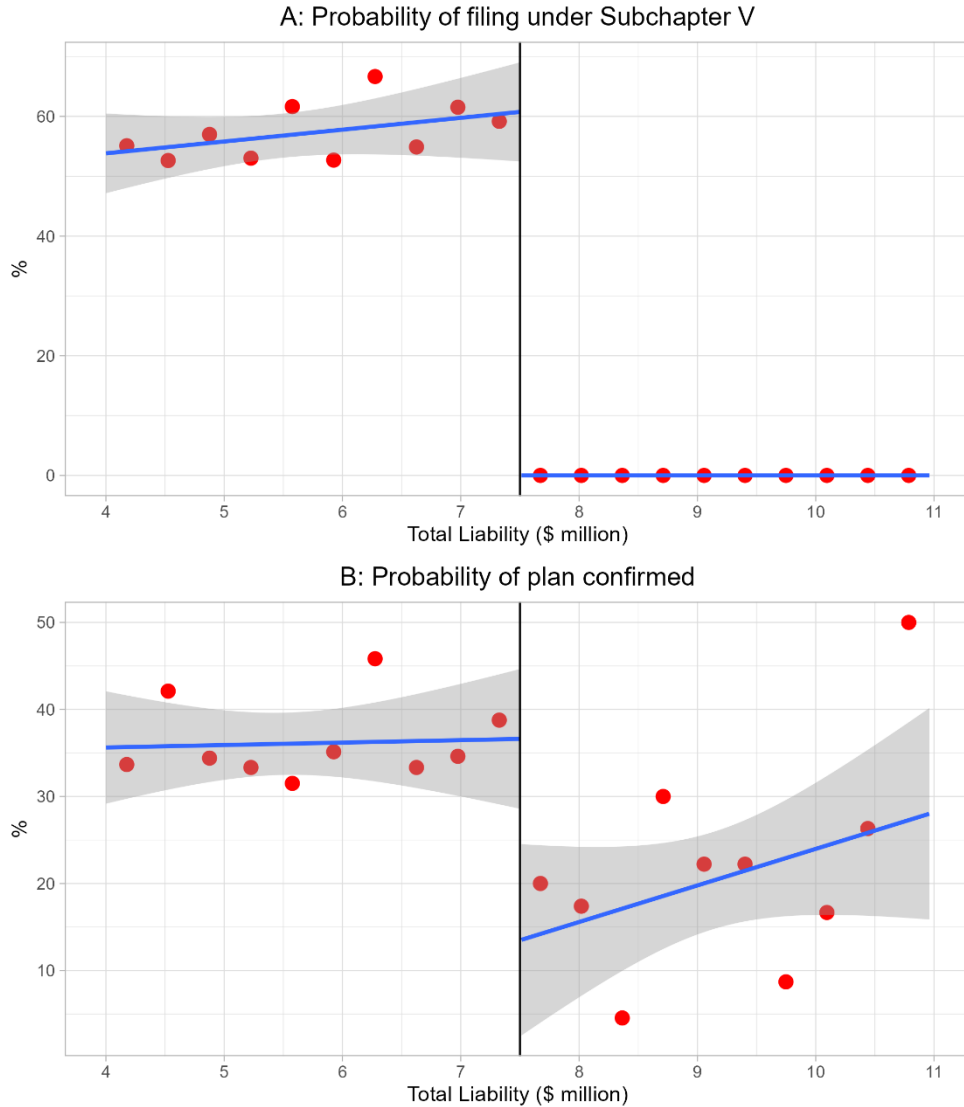 A: Probability of filing under Subchapter V
60
40
20
0
%
4 5 6 7 8 9 10 11
Total Liability ($ million)
B: Probability of plan confirmed
50
40
30
20
10
%
4 5 6 7 8 9 10 11
Total Liability ($ million)